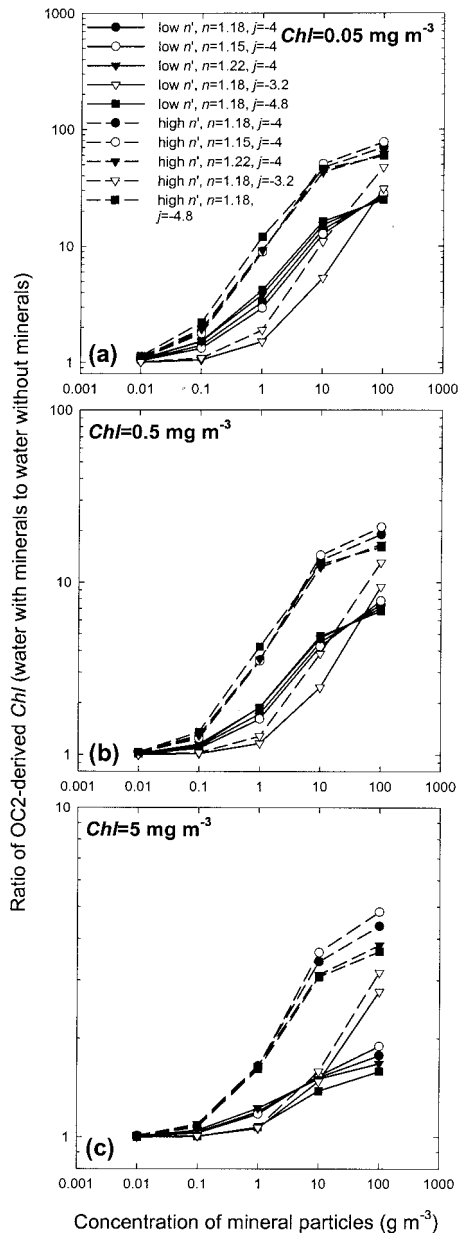 Ratio of OC2-derived Chl (water with minerals to water without minerals)
1000
100
10
1
low n', n=1.18, j=-4
low n', n=1.15, j=-4
low n', n=1.22, j=-4
low n', n=1.18, j=-3.2
low n', n=1.18, j=-4.8
high n', n=1.18, j=-4
high n', n=1.15, j=-4
high n', n=1.22, j=-4
high n', n=1.18, j=-3.2
high n', n=1.18,
j=-4.8
Chl=0.05 mg m⁻³
(a)
0.001 0.01 0.1 1 10 100 1000
100
10
1
Chl=0.5 mg m⁻³
(b)
0.001 0.01 0.1 1 10 100 1000
10
1
Chl=5 mg m⁻³
(c)
0.001 0.01 0.1 1 10 100 1000
Concentration of mineral particles (g m⁻³)